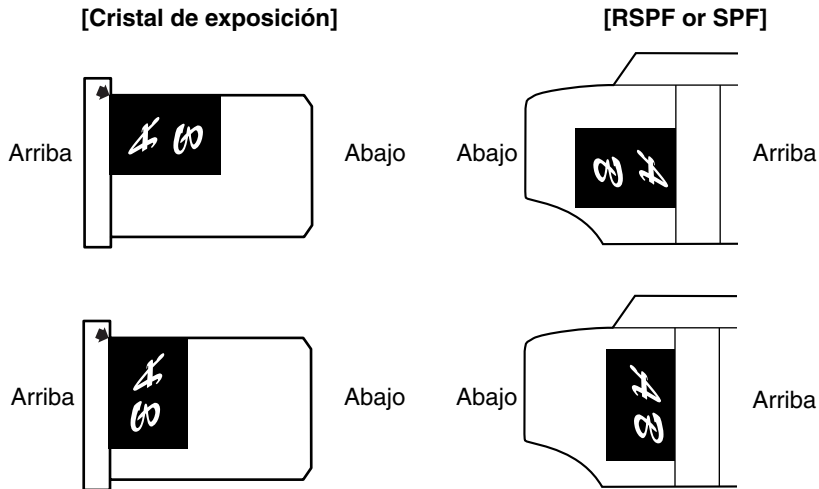 [Cristal de exposición]
[RSPF or SPF]
Arriba
A
B
Abajo
Abajo
A
B
Arriba
Arriba
A B
Abajo
Abajo
A B
Arriba